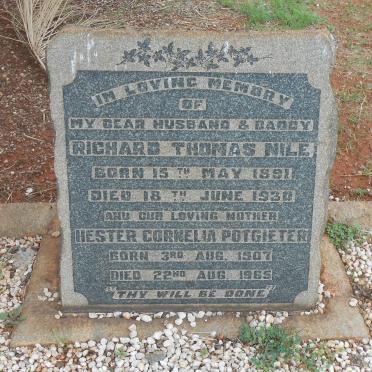 IN LOVING MEMORY
OF
MY DEAR HUSBAND & DADDY
RICHARD THOMAS NILE
BORN 15TH MAY 1891
DIED 18TH JUNE 1930
AND OUR LOVING MOTHER
HESTER CORNELIA POTGIETER
BORN 3RD AUG. 1907
DIED 22ND AUG. 1965
"THY WILL BE DONE"